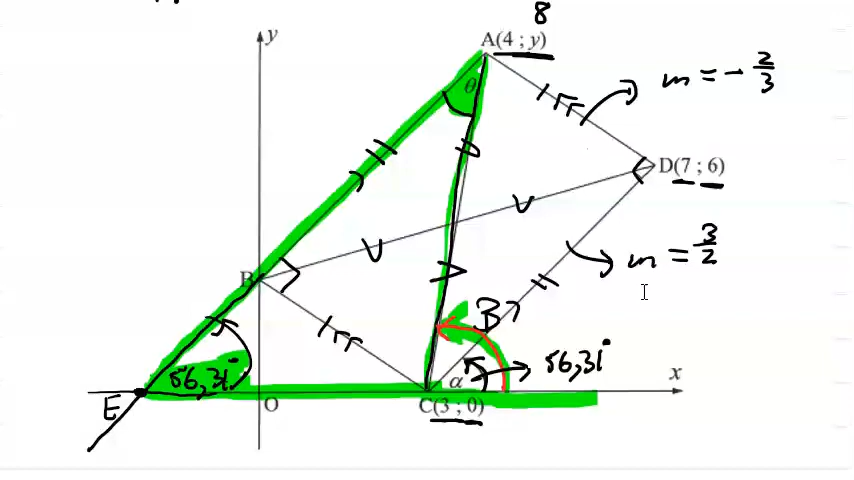 8
y
A(4 ; y)
θ
m = - 2/3
D(7 ; 6)
m = 3/2
B
B
56,31°
56,31°
α
x
E
O
C(3 ; 0)